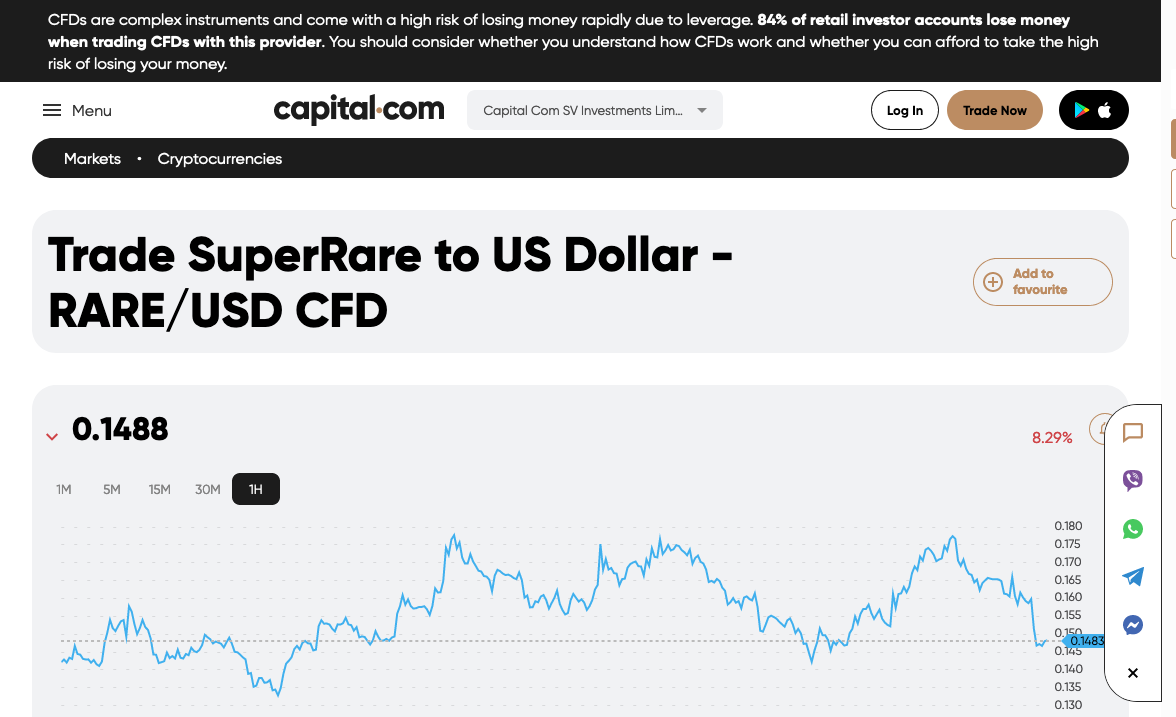 CFDs are complex instruments and come with a high risk of losing money rapidly due to leverage. 84% of retail investor accounts lose money
when trading CFDs with this provider. You should consider whether you understand how CFDs work and whether you can afford to take the high
risk of losing your money.
Menu
capital.com
Capital Com SV Investments Lim...
Log In
Trade Now
Markets • Cryptocurrencies
Trade SuperRare to US Dollar -
RARE/USD CFD
Add to
favourite
0.1488
8.29%
1M 5M 15M 30M 1H
0.180
0.175
0.170
0.165
0.160
0.155
0.150
0.1483
0.145
0.140
0.135
0.130